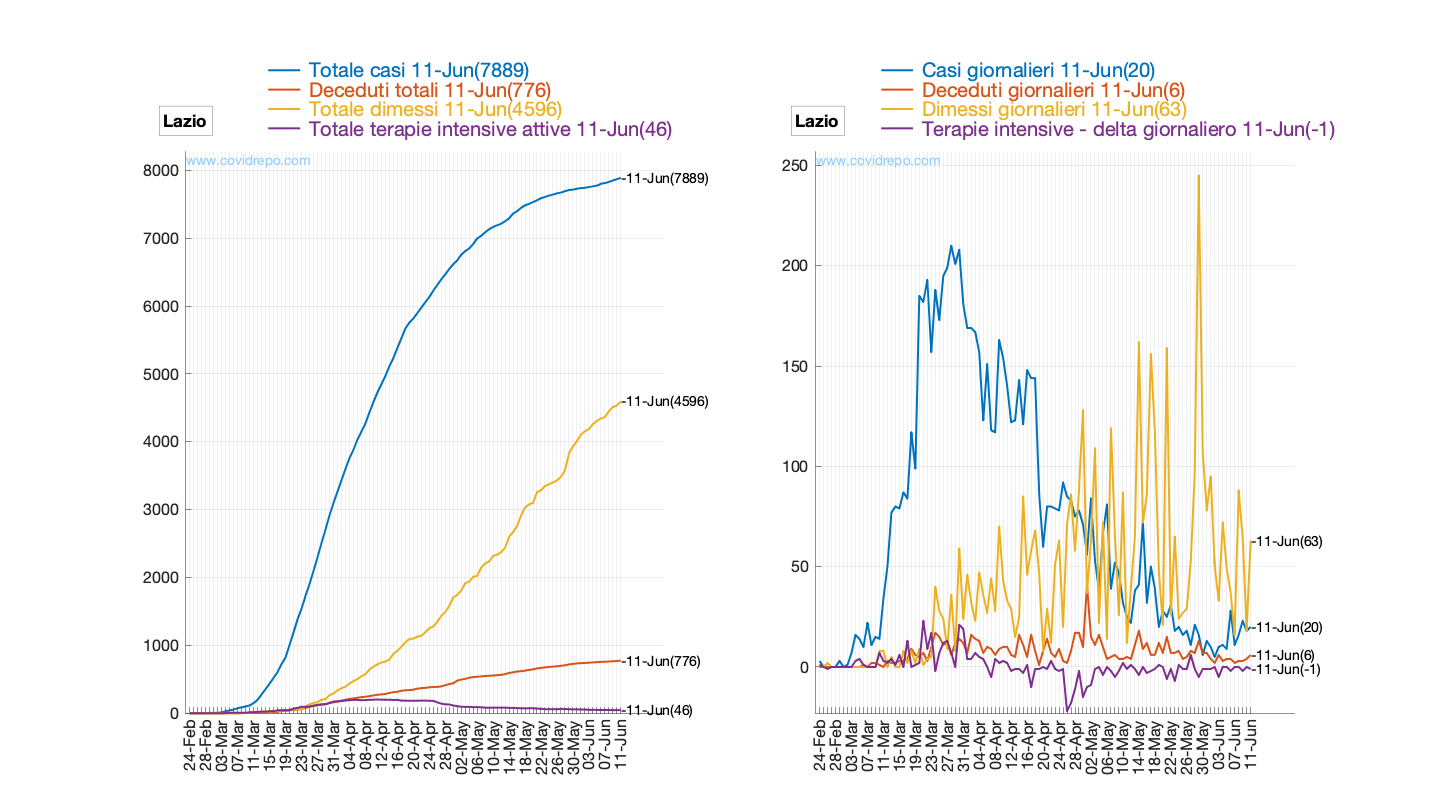 Totale casi 11-Jun(7889)
Deceduti totali 11-Jun(776)
Totale dimessi 11-Jun(4596)
Totale terapie intensive attive 11-Jun(46)
Lazio
www.covidrepo.com
8000
7000
6000
5000
4000
3000
2000
1000
0
-11-Jun(7889)
-11-Jun(4596)
-11-Jun(776)
-11-Jun(46)
24-Feb
28-Feb
03-Mar
07-Mar
11-Mar
15-Mar
19-Mar
23-Mar
27-Mar
31-Mar
04-Apr
08-Apr
12-Apr
16-Apr
20-Apr
24-Apr
28-Apr
02-May
06-May
10-May
14-May
18-May
22-May
26-May
30-May
03-Jun
07-Jun
11-Jun
Casi giornalieri 11-Jun(20)
Deceduti giornalieri 11-Jun(6)
Dimessi giornalieri 11-Jun(63)
Terapie intensive - delta giornaliero 11-Jun(-1)
Lazio
www.covidrepo.com
250
200
150
100
50
0
-11-Jun(63)
-11-Jun(20)
-11-Jun(6)
-11-Jun(-1)
24-Feb
28-Feb
03-Mar
07-Mar
11-Mar
15-Mar
19-Mar
23-Mar
27-Mar
31-Mar
04-Apr
08-Apr
12-Apr
16-Apr
20-Apr
24-Apr
28-Apr
02-May
06-May
10-May
14-May
18-May
22-May
26-May
30-May
03-Jun
07-Jun
11-Jun